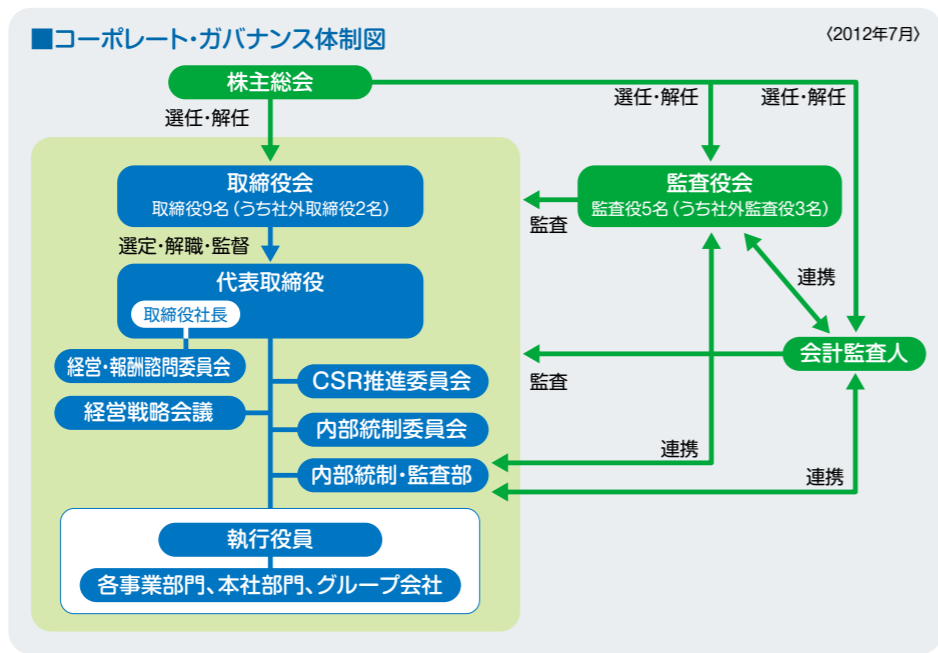 ■コーポレート・ガバナンス体制図
〈2012年7月〉
株主総会
選任・解任
選任・解任
選任・解任
取締役会
取締役9名（うち社外取締役2名）
監査役会
監査役5名（うち社外監査役3名）
監査
選定・解職・監督
代表取締役
取締役社長
連携
会計監査人
経営・報酬諮問委員会
CSR推進委員会
監査
経営戦略会議
内部統制委員会
連携
内部統制・監査部
連携
執行役員
各事業部門、本社部門、グループ会社